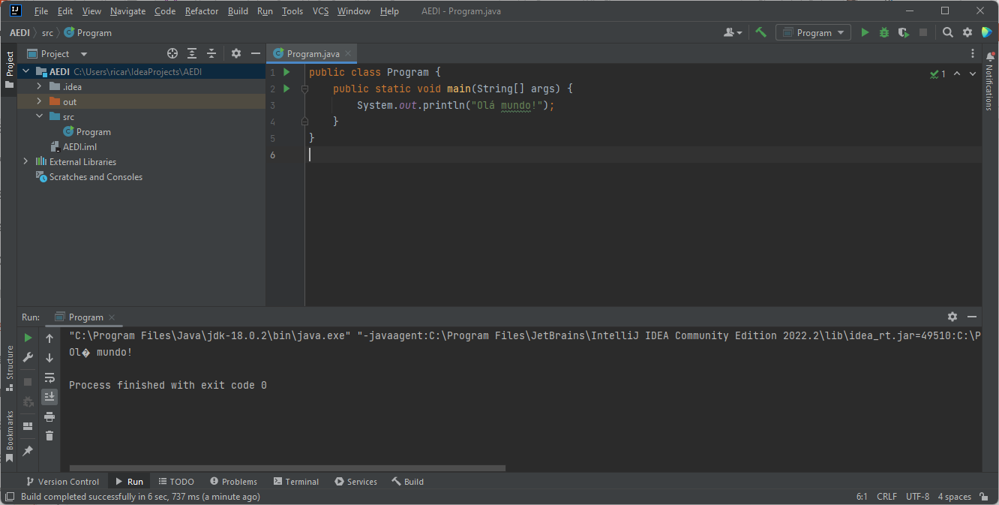 File Edit View Navigate Code Refactor Build Run Tools VCS Window Help AEDI - Program.java
AEDI src Program
Program
Project
Project
AEDI C:\Users\ricar\IdeaProjects\AEDI
.idea
out
src
Program
AEDI.iml
External Libraries
Scratches and Consoles
Program.java
1 public class Program {
2 public static void main(String[] args) {
3 System.out.println("Olá mundo!");
4 }
5 }
6
1
Notifications
Run: Program
"C:\Program Files\Java\jdk-18.0.2\bin\java.exe" "-javaagent:C:\Program Files\JetBrains\IntelliJ IDEA Community Edition 2022.2\lib\idea_rt.jar=49510:C:\P
Ol� mundo!
Process finished with exit code 0
Structure
Bookmarks
Version Control Run TODO Problems Terminal Services Build
Build completed successfully in 6 sec, 737 ms (a minute ago)
6:1 CRLF UTF-8 4 spaces